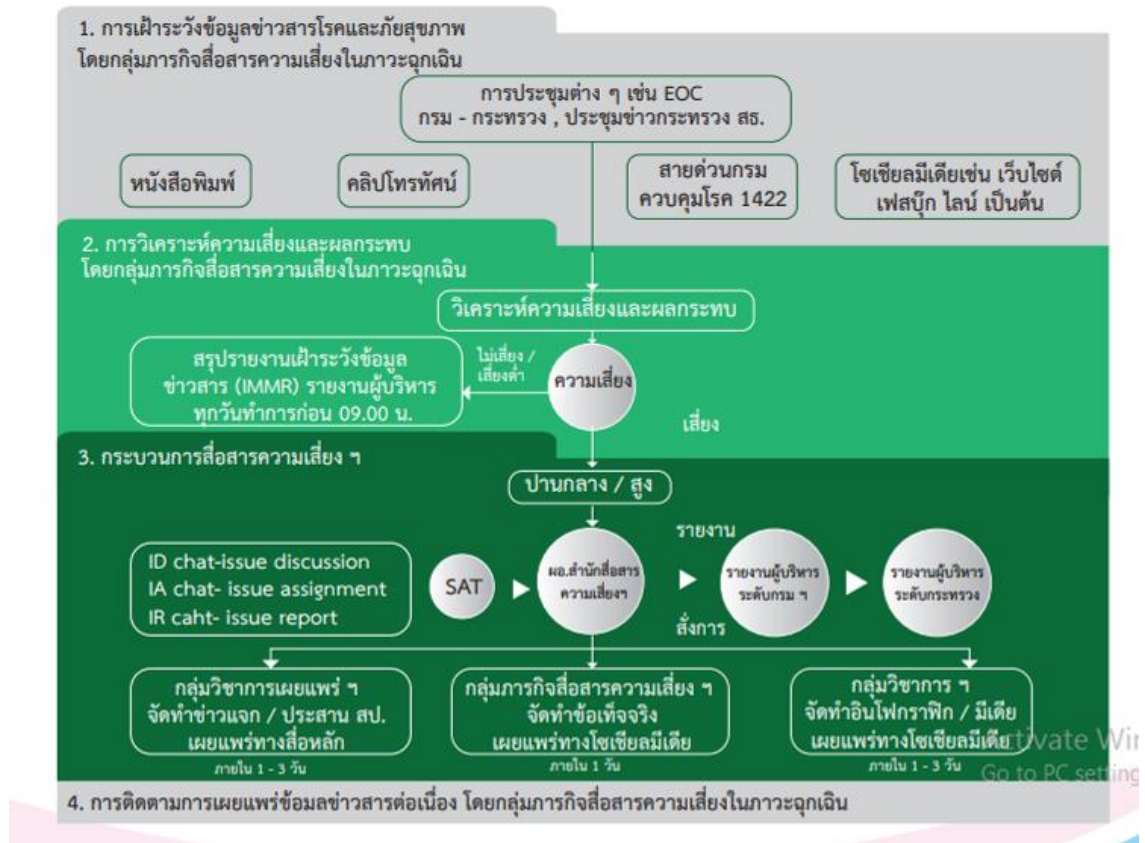 1. การเฝ้าระวังข้อมูลข่าวสารโรคและภัยสุขภาพ
โดยกลุ่มภารกิจสื่อสารความเสี่ยงในภาวะฉุกเฉิน
การประชุมต่าง ๆ เช่น EOC
กรม - กระทรวง , ประชุมข่าวกระทรวง สธ.
หนังสือพิมพ์
คลิปโทรทัศน์
สายด่วนกรม
ควบคุมโรค 1422
โซเชียลมีเดียเช่น เว็บไซต์
เฟสบุ๊ก ไลน์ เป็นต้น
2. การวิเคราะห์ความเสี่ยงและผลกระทบ
โดยกลุ่มภารกิจสื่อสารความเสี่ยงในภาวะฉุกเฉิน
วิเคราะห์ความเสี่ยงและผลกระทบ
สรุปรายงานเฝ้าระวังข้อมูล
ข่าวสาร (IMMR) รายงานผู้บริหาร
ทุกวันทำการก่อน 09.00 น.
ไม่เสี่ยง /
เสี่ยงต่ำ
ความเสี่ยง
เสี่ยง
3. กระบวนการสื่อสารความเสี่ยง ฯ
ปานกลาง / สูง
ID chat-issue discussion
IA chat- issue assignment
IR caht- issue report
SAT
ผอ.สำนักสื่อสาร
ความเสี่ยงฯ
รายงาน
สั่งการ
รายงานผู้บริหาร
ระดับกรม ฯ
รายงานผู้บริหาร
ระดับกระทรวง
กลุ่มวิชาการเผยแพร่ ฯ
จัดทำข่าวแจก / ประสาน สป.
เผยแพร่ทางสื่อหลัก
ภายใน 1 - 3 วัน
กลุ่มภารกิจสื่อสารความเสี่ยง ฯ
จัดทำข้อเท็จจริง
เผยแพร่ทางโซเชียลมีเดีย
ภายใน 1 วัน
กลุ่มวิชาการ ฯ
จัดทำอินโฟกราฟิก / มีเดีย
เผยแพร่ทางโซเชียลมีเดีย
ภายใน 1 - 3 วัน
Go to PC
4. การติดตามการเผยแพร่ข้อมูลข่าวสารต่อเนื่อง โดยกลุ่มภารกิจสื่อสารความเสี่ยงในภาวะฉุกเฉิน